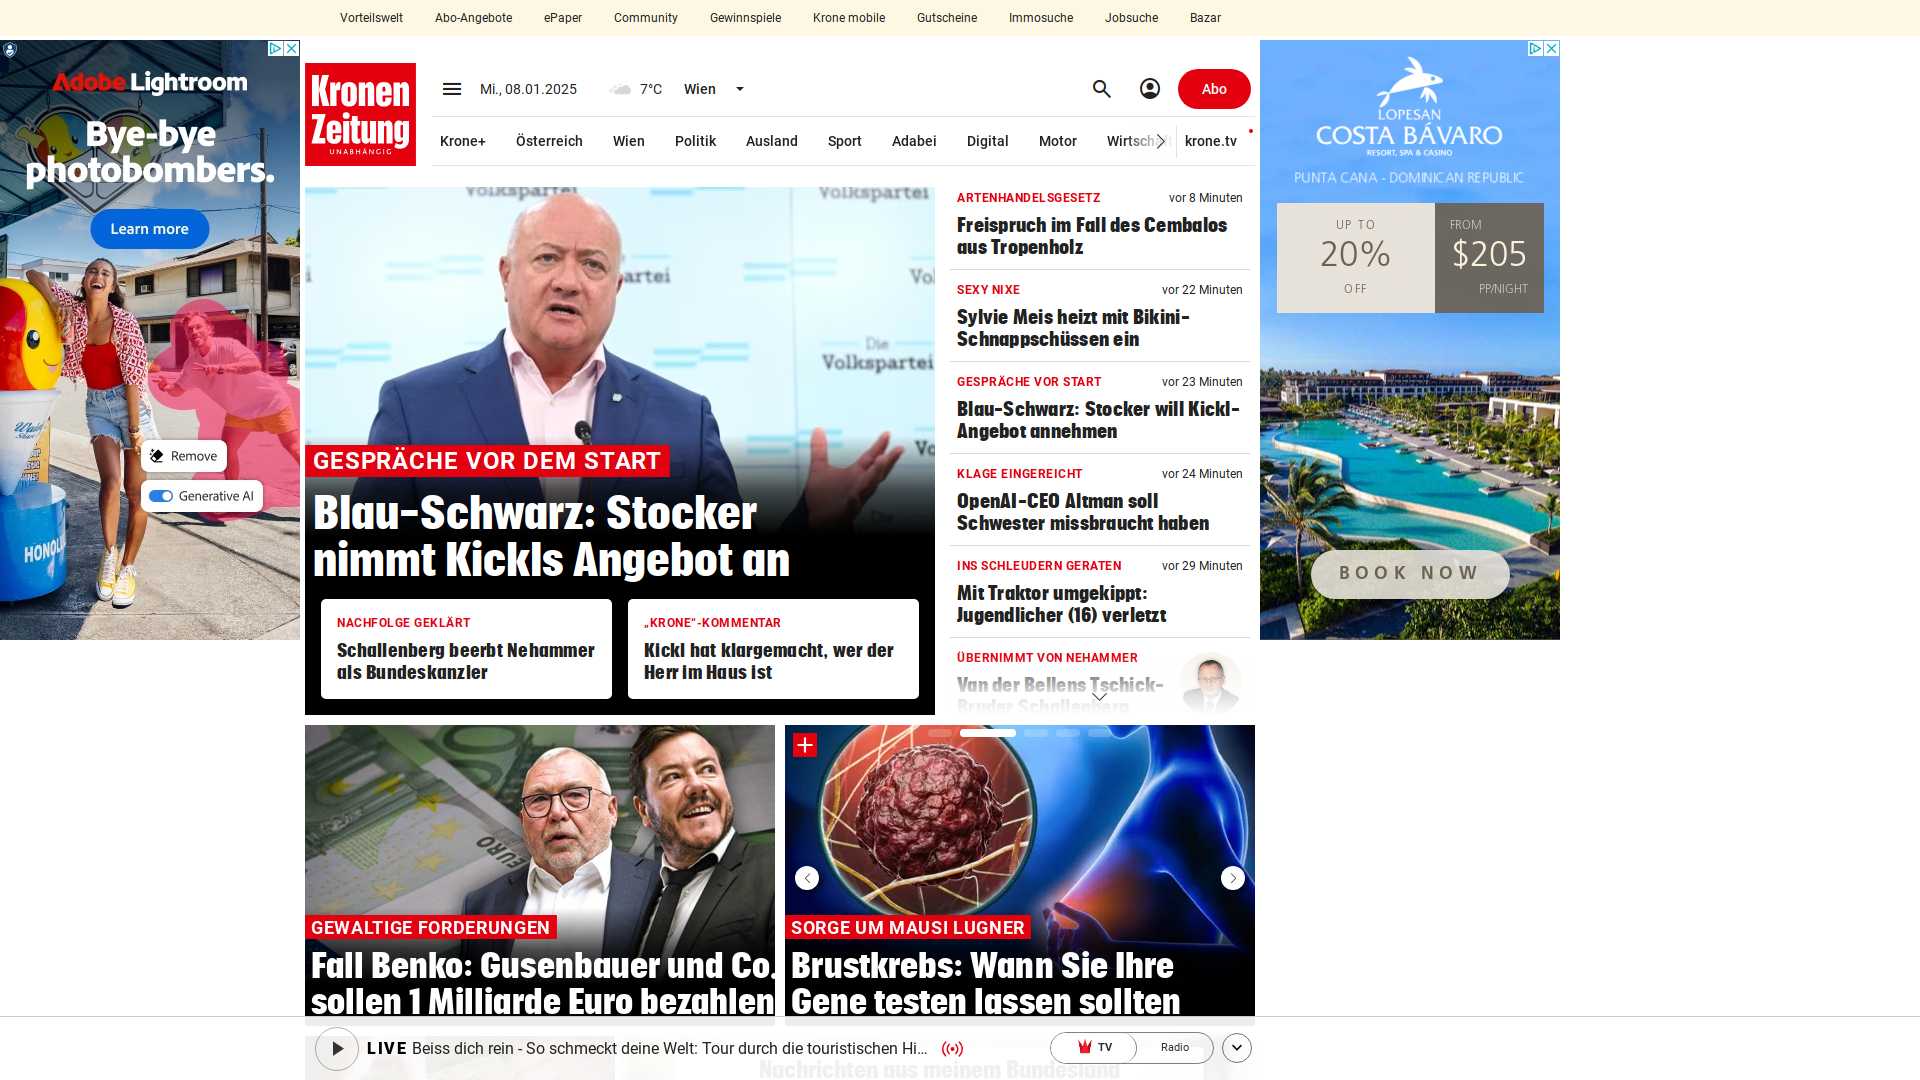 Vorteilswelt
Abo-Angebote
ePaper
Community
Gewinnspiele
Krone mobile
Gutscheine
Immosuche
Jobsuche
Bazar
Adobe Lightroom
Bye-bye
photobombers.
Learn more
Remove
Generative AI
HONOL
Kronen
Zeitung
UNABHÄNGIG
Mi., 08.01.2025
7°C
Wien
Abo
Krone+
Österreich
Wien
Politik
Ausland
Sport
Adabei
Digital
Motor
Wirtsch
krone.tv
Volkspartei
Die
Volkspartei
GESPRÄCHE VOR DEM START
Blau-Schwarz: Stocker
nimmt Kickls Angebot an
NACHFOLGE GEKLÄRT
Schallenberg beerbt Nehammer
als Bundeskanzler
„KRONE“-KOMMENTAR
Kickl hat klargemacht, wer der
Herr im Haus ist
ARTENHANDELSGESETZ
vor 8 Minuten
Freispruch im Fall des Cembalos
aus Tropenholz
SEXY NIXE
vor 22 Minuten
Sylvie Meis heizt mit Bikini-
Schnappschüssen ein
GESPRÄCHE VOR START
vor 23 Minuten
Blau-Schwarz: Stocker will Kickl-
Angebot annehmen
KLAGE EINGEREICHT
vor 24 Minuten
OpenAI-CEO Altman soll
Schwester missbraucht haben
INS SCHLEUDERN GERATEN
vor 29 Minuten
Mit Traktor umgekippt:
Jugendlicher (16) verletzt
ÜBERNIMMT VON NEHAMMER
Van der Bellens Tschick-
Bruder Schallenberg
LOPESAN
COSTA BÁVARO
RESORT, SPA & CASINO
PUNTA CANA - DOMINICAN REPUBLIC
UP TO
20%
OFF
FROM
$205
PP/NIGHT
BOOK NOW
EURO
GEWALTIGE FORDERUNGEN
Fall Benko: Gusenbauer und Co.
sollen 1 Milliarde Euro bezahlen
SORGE UM MAUSI LUGNER
Brustkrebs: Wann Sie Ihre
Gene testen lassen sollten
LIVE Beiss dich rein - So schmeckt deine Welt: Tour durch die touristischen Hi...
TV
Radio
Nachrichten aus meinem Bundesland